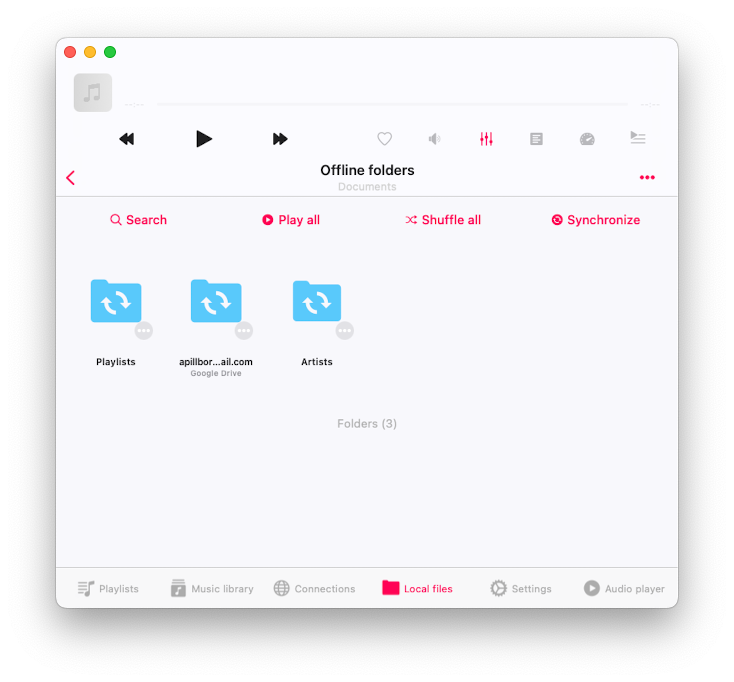 --:-- --:--
Offline folders
Documents
Search Play all Shuffle all Synchronize
Playlists apillbor...ail.com Artists
Google Drive
Folders (3)
Playlists Music library Connections Local files Settings Audio player